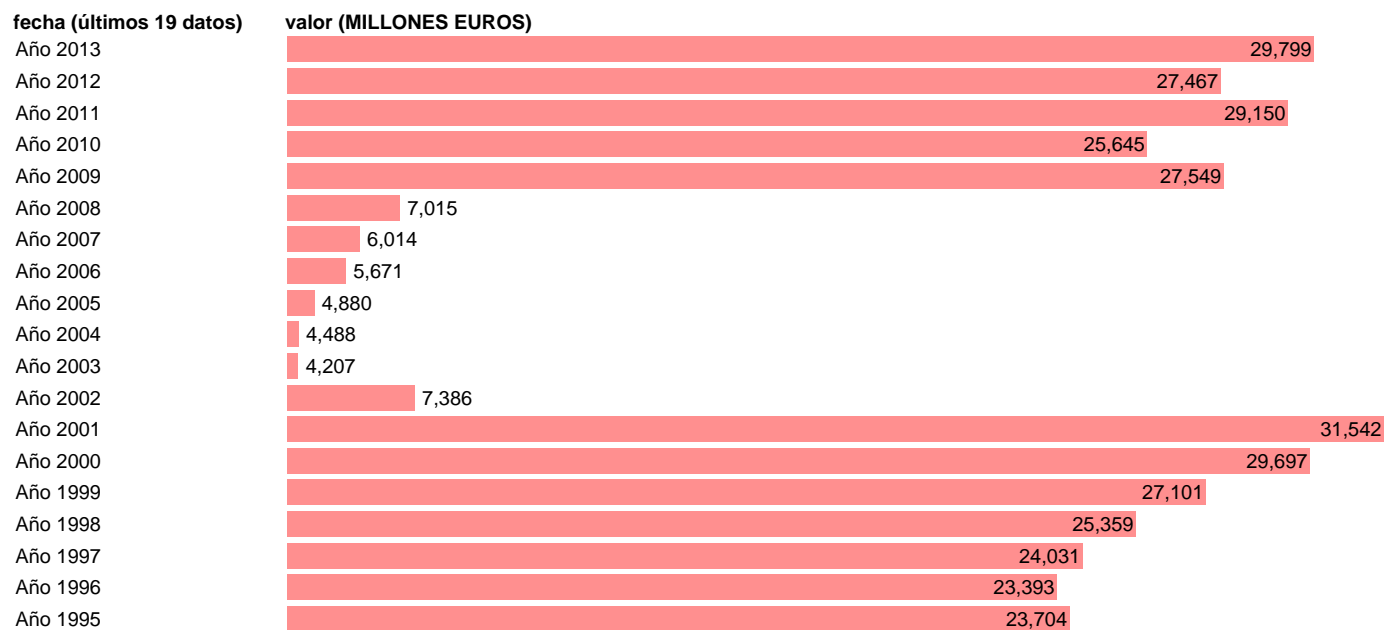 fecha (últimos 19 datos) valor (MILLONES EUROS)
Año 2013 29,799
Año 2012 27,467
Año 2011 29,150
Año 2010 25,645
Año 2009 27,549
Año 2008 7,015
Año 2007 6,014
Año 2006 5,671
Año 2005 4,880
Año 2004 4,488
Año 2003 4,207
Año 2002 7,386
Año 2001 31,542
Año 2000 29,697
Año 1999 27,101
Año 1998 25,359
Año 1997 24,031
Año 1996 23,393
Año 1995 23,704